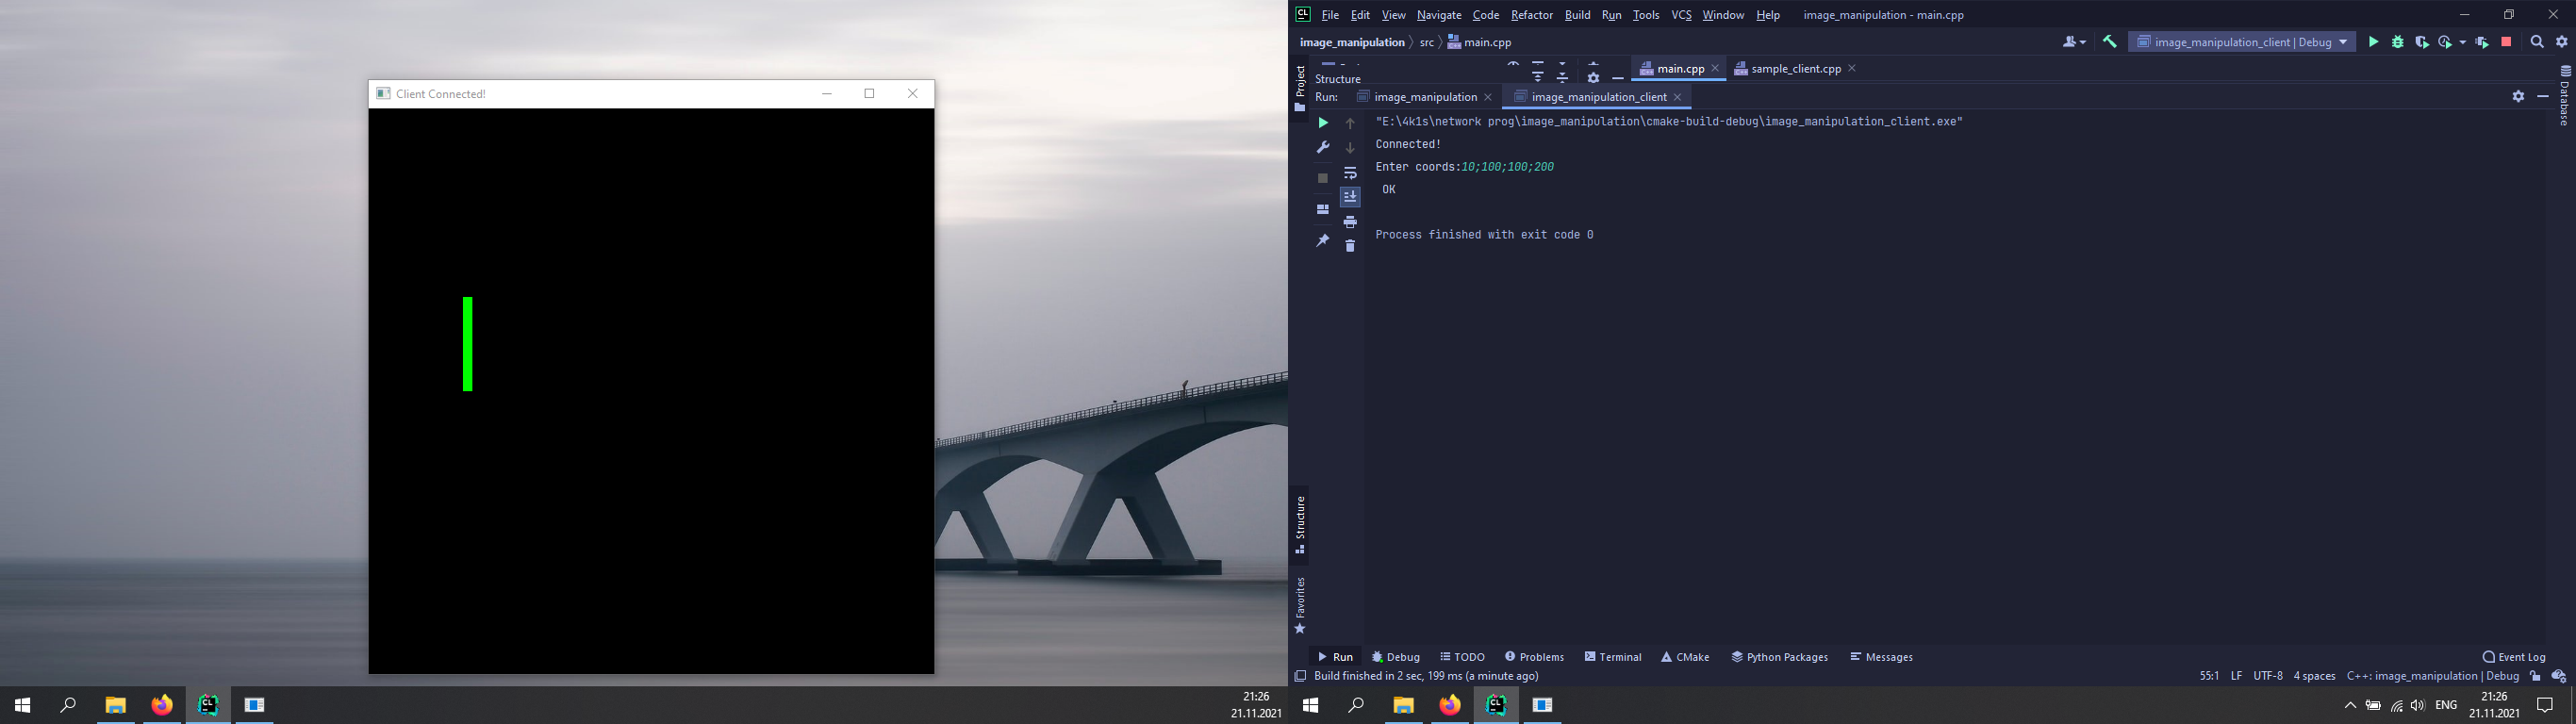 Client Connected!
21:26
21.11.2021
CL
File Edit View Navigate Code Refactor Build Run Tools VCS Window Help image_manipulation - main.cpp
image_manipulation src main.cpp
image_manipulation_client | Debug
Project
Structure
main.cpp sample_client.cpp
Database
Run: image_manipulation image_manipulation_client
"E:\4k1s\network prog\image_manipulation\cmake-build-debug\image_manipulation_client.exe"
Connected!
Enter coords:10;100;100;200
OK
Process finished with exit code 0
Structure
Favorites
Run Debug TODO Problems Terminal CMake Python Packages Messages Event Log
Build finished in 2 sec, 199 ms (a minute ago) 55:1 LF UTF-8 4 spaces C++: image_manipulation | Debug
CL
CL
ENG
21:26
21.11.2021